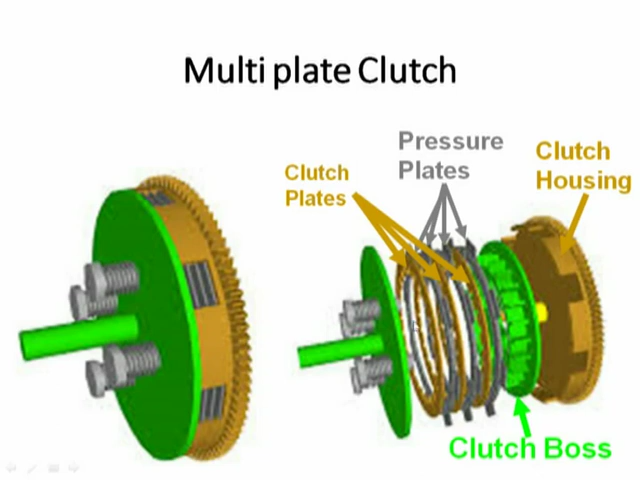 Multi plate Clutch
Pressure
Plates
Clutch
Plates
Clutch
Housing
Clutch Boss